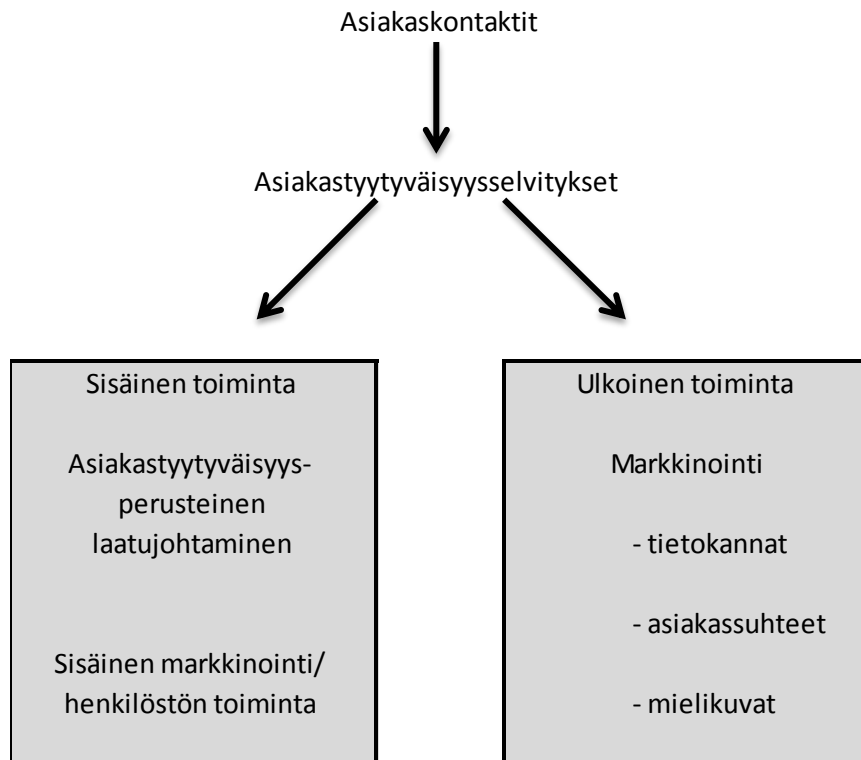 Asiakaskontaktit
Asiakastyytyväisyysselvitykset
Sisäinen toiminta
Asiakastyytyväisyys-
perusteinen
laatujohtaminen
Sisäinen markkinointi/
henkilöstön toiminta
Ulkoinen toiminta
Markkinointi
- tietokannat
- asiakassuhteet
- mielikuvat